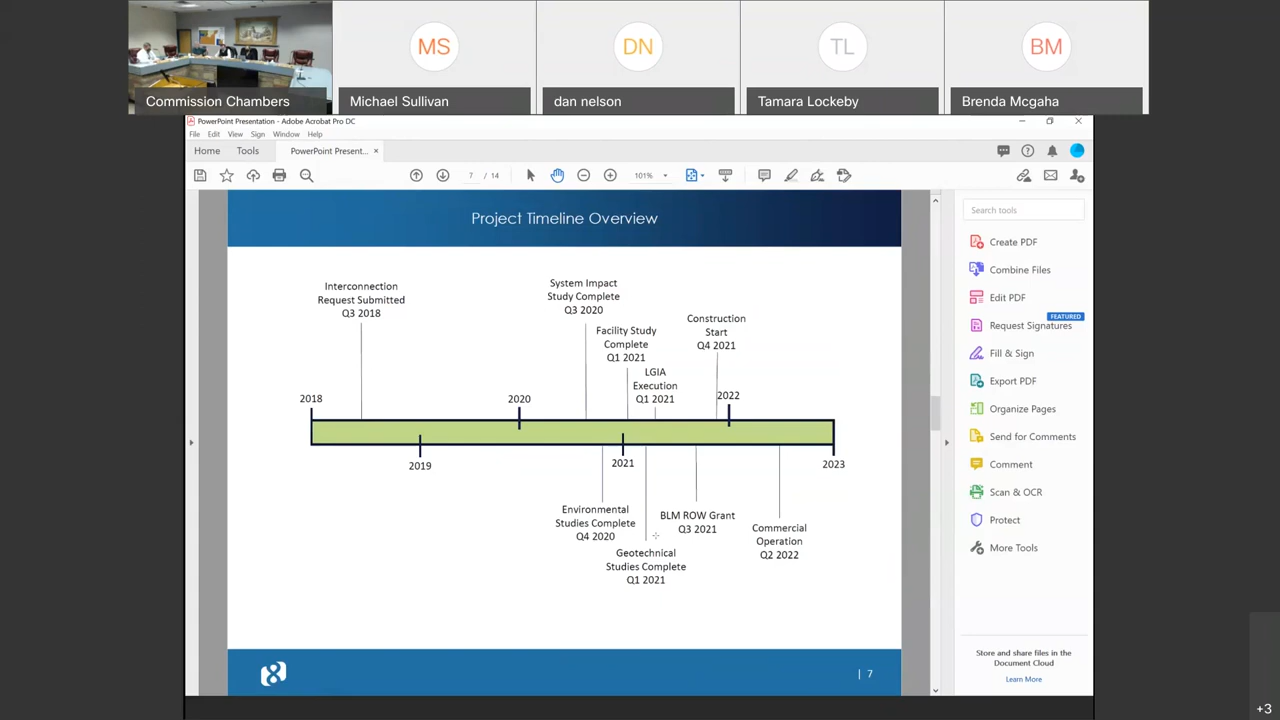 MS
DN
TL
BM
Commission Chambers
Michael Sullivan
dan nelson
Tamara Lockeby
Brenda Mcgaha
PowerPoint Presentation - Adobe Acrobat Pro DC
File Edit View Sign Window Help
Home Tools PowerPoint Present... ×
7 / 14
101%
Search tools
Create PDF
Combine Files
Edit PDF
FEATURED
Request Signatures
Fill & Sign
Export PDF
Organize Pages
Send for Comments
Comment
Scan & OCR
Protect
More Tools
Store and share files in the
Document Cloud
Learn More
Project Timeline Overview
Interconnection
Request Submitted
Q3 2018
System Impact
Study Complete
Q3 2020
Facility Study
Complete
Q1 2021
LGIA
Execution
Q1 2021
Construction
Start
Q4 2021
2018
2020
2022
2019
2021
2023
Environmental
Studies Complete
Q4 2020
Geotechnical
Studies Complete
Q1 2021
BLM ROW Grant
Q3 2021
Commercial
Operation
Q2 2022
8
| 7
+3